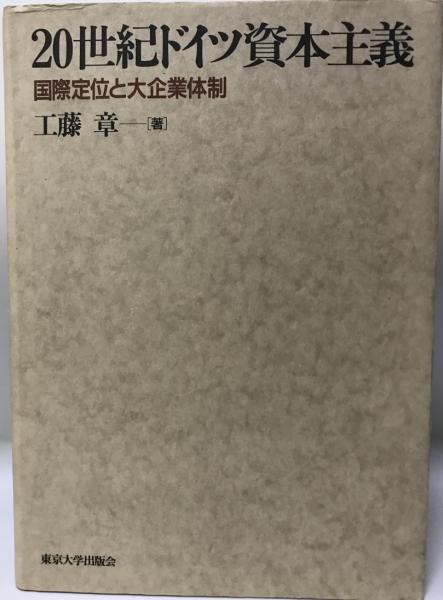 20世紀ドイツ資本主義
国際定位と大企業体制
工藤 章—[著]
東京大学出版会